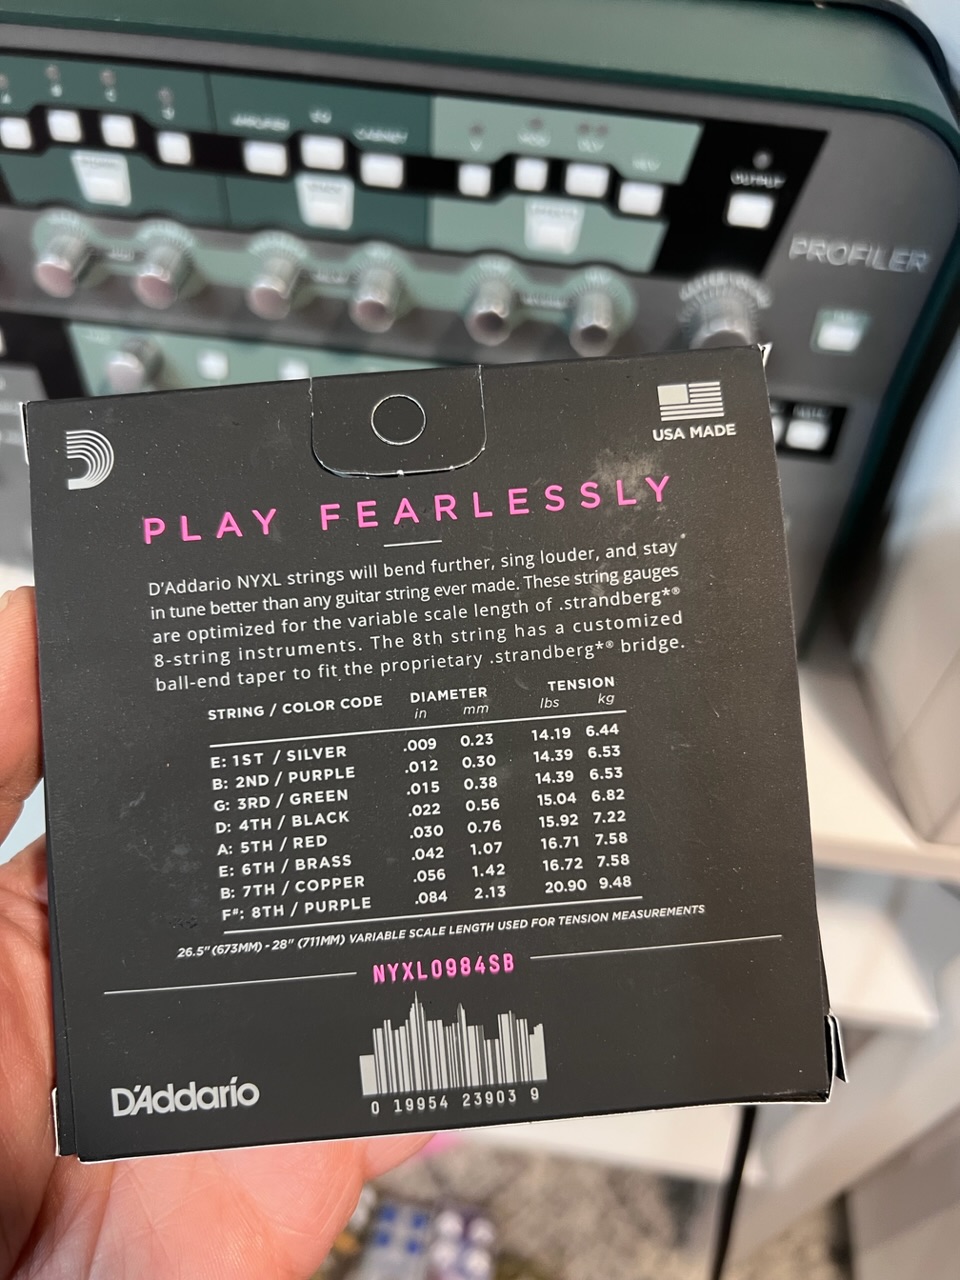 OUTPUT
PROFILER
USA MADE
PLAY FEARLESSLY
D'Addario NYXL strings will bend further, sing louder, and stay
in tune better than any guitar string ever made. These string gauges
are optimized for the variable scale length of .strandberg*®
8-string instruments. The 8th string has a customized
ball-end taper to fit the proprietary .strandberg*® bridge.
STRING / COLOR CODE DIAMETER TENSION
in mm lbs kg
E: 1ST / SILVER .009 0.23 14.19 6.44
B: 2ND / PURPLE .012 0.30 14.39 6.53
G: 3RD / GREEN .015 0.38 14.39 6.53
D: 4TH / BLACK .022 0.56 15.04 6.82
A: 5TH / RED .030 0.76 15.92 7.22
E: 6TH / BRASS .042 1.07 16.71 7.58
B: 7TH / COPPER .056 1.42 16.72 7.58
F#: 8TH / PURPLE .084 2.13 20.90 9.48
26.5" (673MM) - 28" (711MM) VARIABLE SCALE LENGTH USED FOR TENSION MEASUREMENTS
NYXL0984SB
D'Addario
0 19954 23903 9